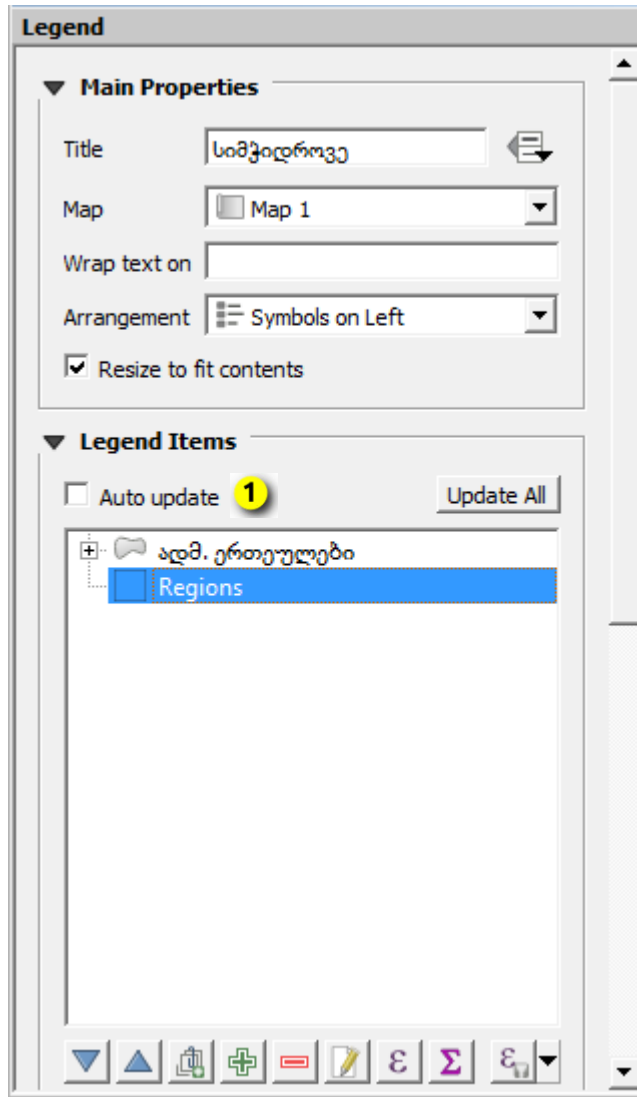 Legend
Main Properties
Title სიმჭიდროვე
Map Map 1
Wrap text on
Arrangement Symbols on Left
Resize to fit contents
Legend Items
Auto update 1 Update All
ადმ. ერთეულები
Regions
ε Σ ε